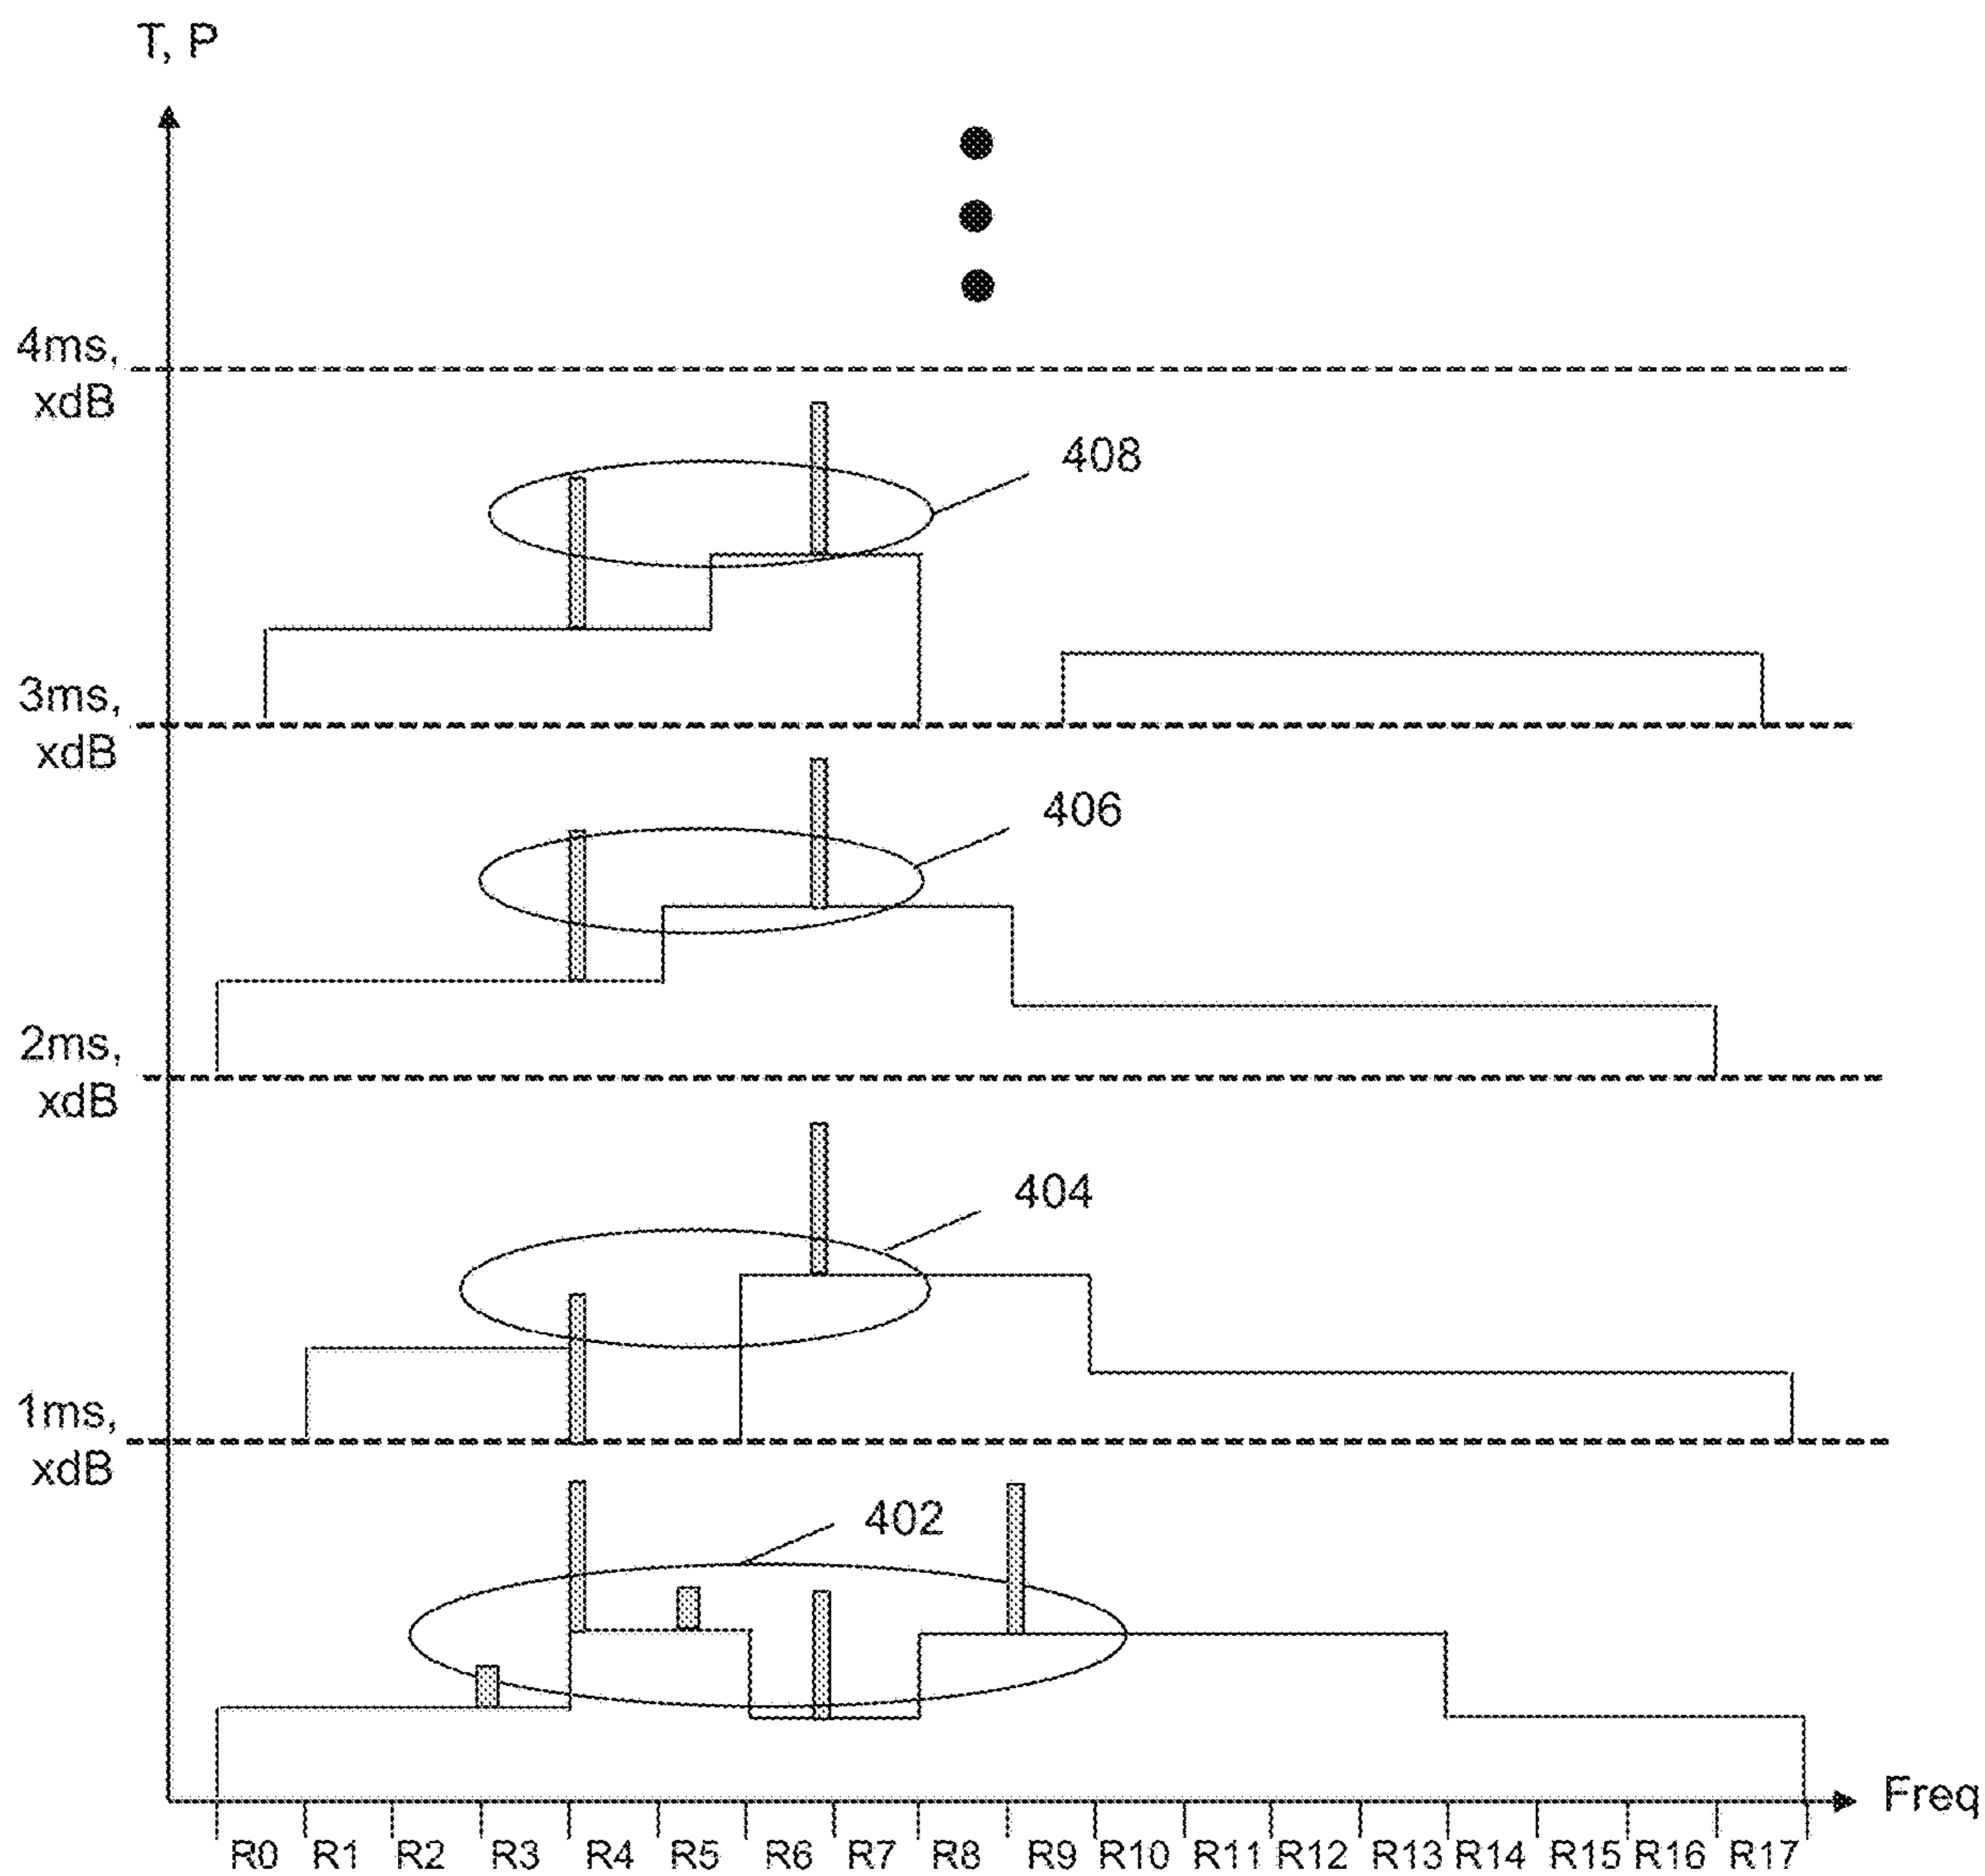 T, P
4ms,
xdB
408
3ms,
xdB
406
2ms,
xdB
404
1ms,
xdB
402
Freq
R0 R1 R2 R3 R4 R5 R6 R7 R8 R9 R10 R11 R12 R13 R14 R15 R16 R17